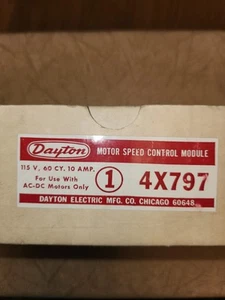 Dayton MOTOR SPEED CONTROL MODULE
115 V. 60 CY. 10 AMP.
For Use With
AC-DC Motors Only
1 4X797
DAYTON ELECTRIC MFG. CO. CHICAGO 60648